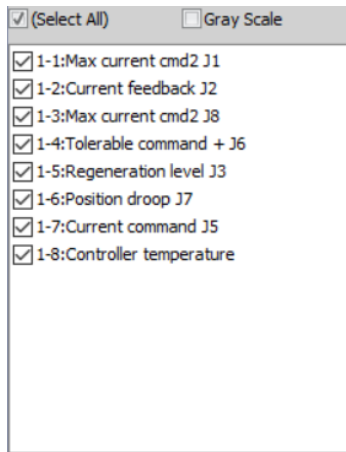 (Select All) Gray Scale
1-1:Max current cmd2 J1
1-2:Current feedback J2
1-3:Max current cmd2 J8
1-4:Tolerable command + J6
1-5:Regeneration level J3
1-6:Position droop J7
1-7:Current command J5
1-8:Controller temperature